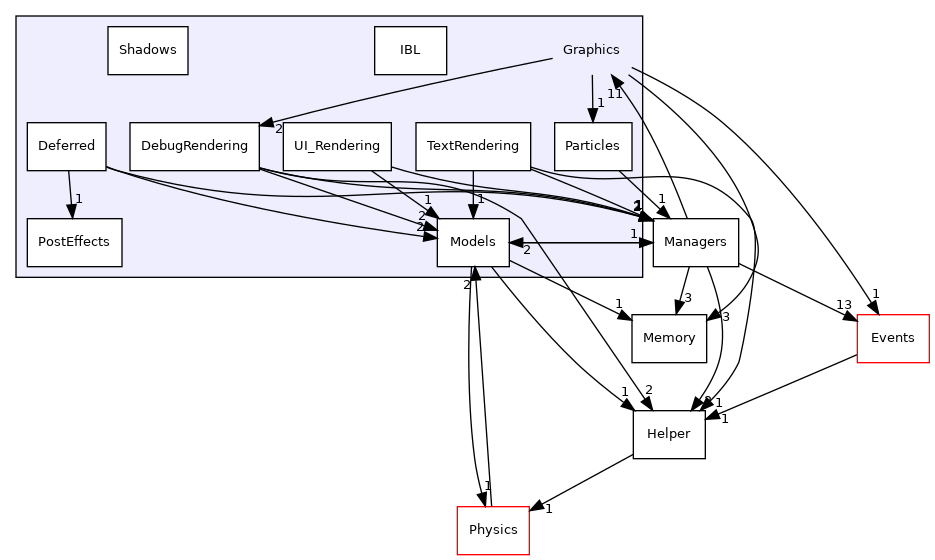 Shadows
IBL
Graphics
11
1
2
Deferred
DebugRendering
UI_Rendering
TextRendering
Particles
1
1
1
1
2
2
1
PostEffects
Models
Managers
2
1
3
13
1
1
3
2
Memory
Events
1
2
1
1
Helper
1
1
Physics